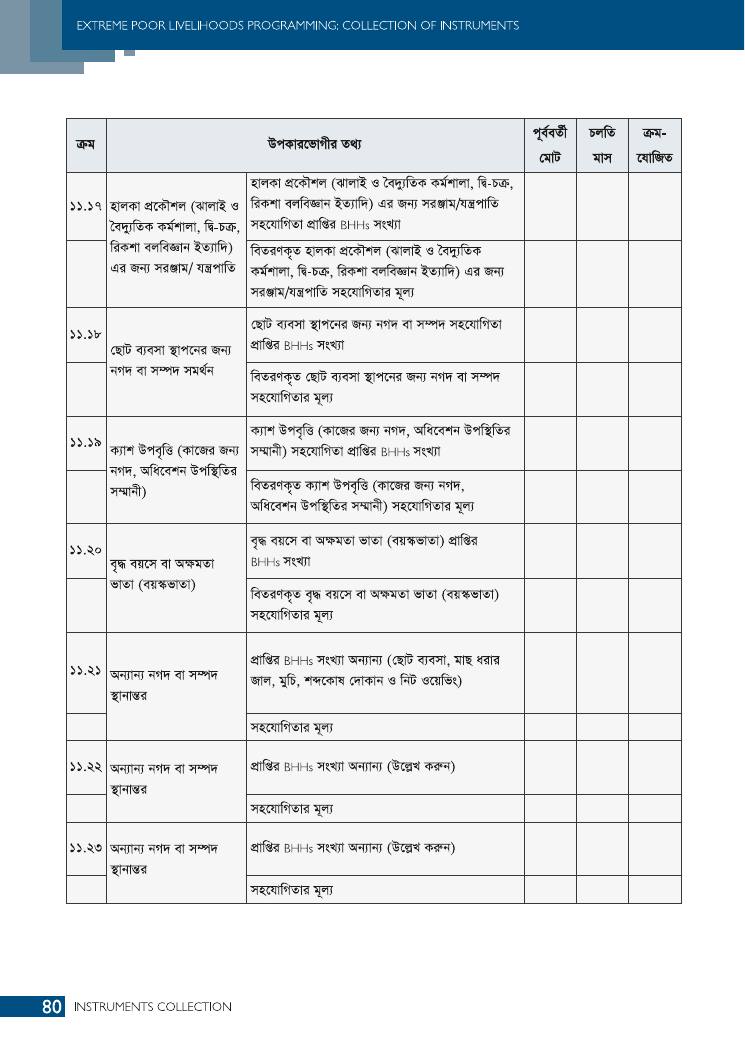 EXTREME POOR LIVELIHOODS PROGRAMMING: COLLECTION OF INSTRUMENTS
ক্রম
উপকারভোগীর তথ্য
পূর্ববর্তী
মোট
চলতি
মাস
ক্রম-
যোজিত
১১.১৭
হালকা প্রকৌশল (ঝালাই ও
বৈদ্যুতিক কর্মশালা, দ্বি-চক্র,
রিকশা বলবিজ্ঞান ইত্যাদি)
এর জন্য সরঞ্জাম/ যন্ত্রপাতি
হালকা প্রকৌশল (ঝালাই ও বৈদ্যুতিক কর্মশালা, দ্বি-চক্র,
রিকশা বলবিজ্ঞান ইত্যাদি) এর জন্য সরঞ্জাম/যন্ত্রপাতি
সহযোগিতা প্রাপ্তির BHHs সংখ্যা
বিতরণকৃত হালকা প্রকৌশল (ঝালাই ও বৈদ্যুতিক
কর্মশালা, দ্বি-চক্র, রিকশা বলবিজ্ঞান ইত্যাদি) এর জন্য
সরঞ্জাম/যন্ত্রপাতি সহযোগিতার মূল্য
১১.১৮
ছোট ব্যবসা স্থাপনের জন্য
নগদ বা সম্পদ সমর্থন
ছোট ব্যবসা স্থাপনের জন্য নগদ বা সম্পদ সহযোগিতা
প্রাপ্তির BHHs সংখ্যা
বিতরণকৃত ছোট ব্যবসা স্থাপনের জন্য নগদ বা সম্পদ
সহযোগিতার মূল্য
১১.১৯
ক্যাশ উপবৃত্তি (কাজের জন্য
নগদ, অধিবেশন উপস্থিতির
সম্মানী)
ক্যাশ উপবৃত্তি (কাজের জন্য নগদ, অধিবেশন উপস্থিতির
সম্মানী) সহযোগিতা প্রাপ্তির BHHs সংখ্যা
বিতরণকৃত ক্যাশ উপবৃত্তি (কাজের জন্য নগদ,
অধিবেশন উপস্থিতির সম্মানী) সহযোগিতার মূল্য
১১.২০
বৃদ্ধ বয়সে বা অক্ষমতা
ভাতা (বয়স্কভাতা)
বৃদ্ধ বয়সে বা অক্ষমতা ভাতা (বয়স্কভাতা) প্রাপ্তির
BHHs সংখ্যা
বিতরণকৃত বৃদ্ধ বয়সে বা অক্ষমতা ভাতা (বয়স্কভাতা)
সহযোগিতার মূল্য
১১.২১
অন্যান্য নগদ বা সম্পদ
স্থানান্তর
প্রাপ্তির BHHs সংখ্যা অন্যান্য (ছোট ব্যবসা, মাছ ধরার
জাল, মুচি, শব্দকোষ দোকান ও নিট ওয়েভিং)
সহযোগিতার মূল্য
১১.২২
অন্যান্য নগদ বা সম্পদ
স্থানান্তর
প্রাপ্তির BHHs সংখ্যা অন্যান্য (উল্লেখ করুন)
সহযোগিতার মূল্য
১১.২৩
অন্যান্য নগদ বা সম্পদ
স্থানান্তর
প্রাপ্তির BHHs সংখ্যা অন্যান্য (উল্লেখ করুন)
সহযোগিতার মূল্য
80 INSTRUMENTS COLLECTION